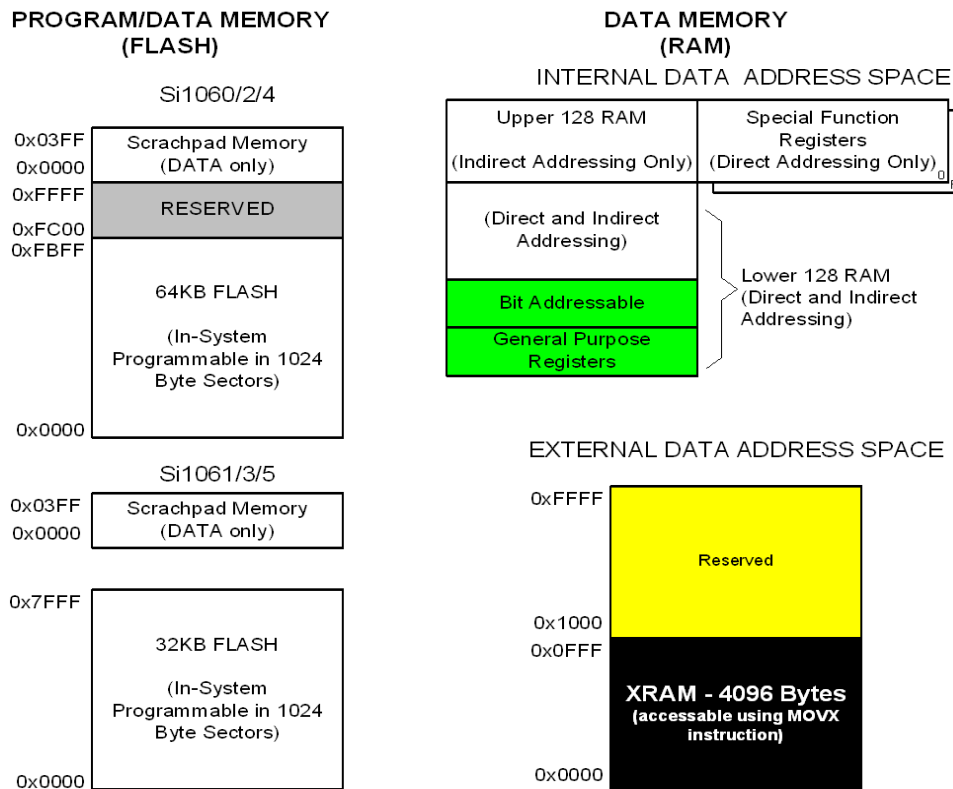 PROGRAM/DATA MEMORY
(FLASH)
Si1060/2/4
0x03FF
Scrachpad Memory
0x0000
(DATA only)
0xFFFF
RESERVED
0xFC00
0xFBFF
64KB FLASH
(In-System
Programmable in 1024
Byte Sectors)
0x0000
Si1061/3/5
0x03FF
Scrachpad Memory
0x0000
(DATA only)
0x7FFF
32KB FLASH
(In-System
Programmable in 1024
Byte Sectors)
0x0000
DATA MEMORY
(RAM)
INTERNAL DATA ADDRESS SPACE
Upper 128 RAM
(Indirect Addressing Only)
Special Function
Registers
(Direct Addressing Only)
0
F
(Direct and Indirect
Addressing)
Bit Addressable
General Purpose
Registers
Lower 128 RAM
(Direct and Indirect
Addressing)
EXTERNAL DATA ADDRESS SPACE
0xFFFF
Reserved
0x1000
0x0FFF
XRAM - 4096 Bytes
(accessable using MOVX
instruction)
0x0000